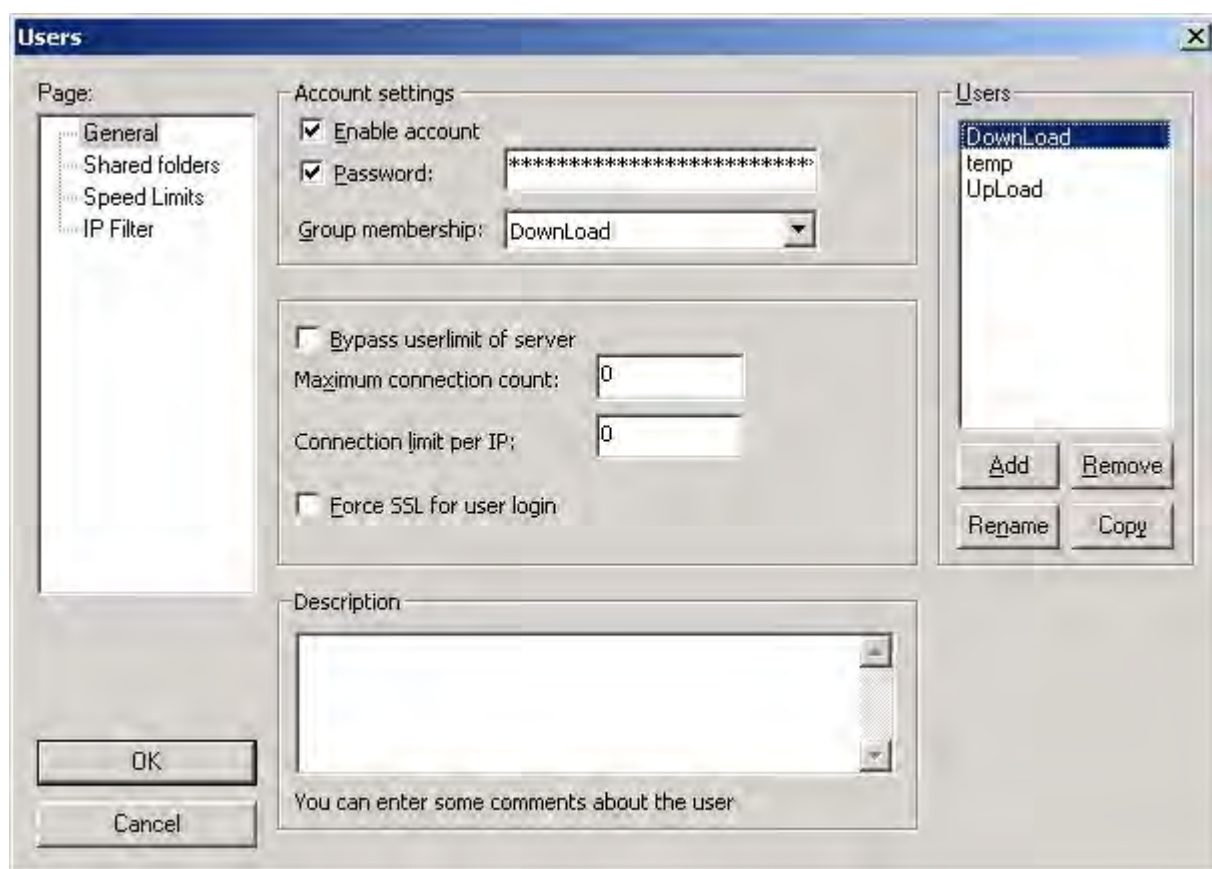 Users
Page:
General
Shared folders
Speed Limits
IP Filter
OK
Cancel
Account settings
Enable account
Password: *************************
Group membership: DownLoad
Bypass userlimit of server
Maximum connection count: 0
Connection limit per IP: 0
Force SSL for user login
Description
You can enter some comments about the user
Users
DownLoad
temp
UpLoad
Add Remove
Rename Copy